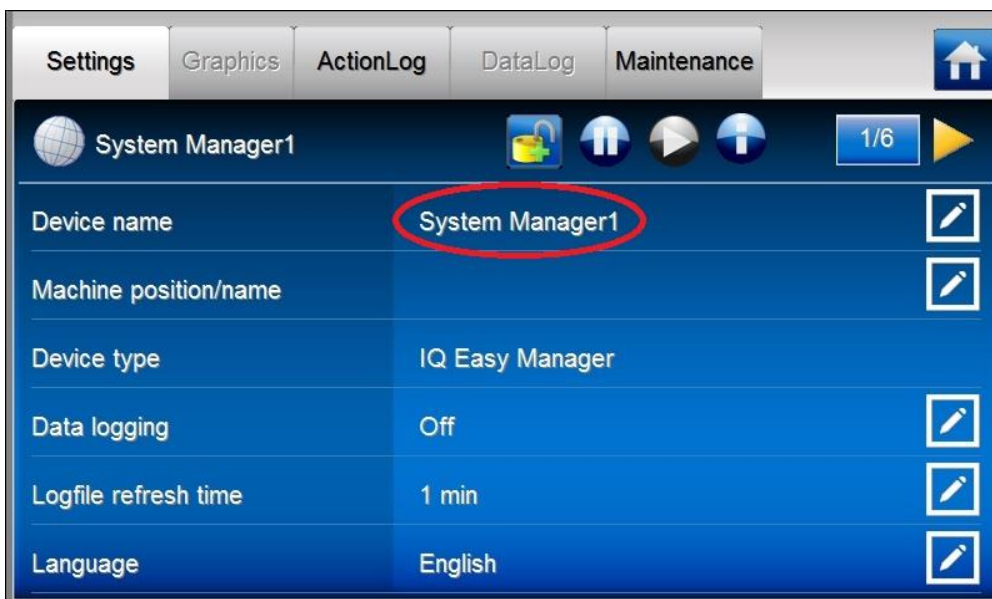 Settings Graphics ActionLog DataLog Maintenance
System Manager1 1/6
Device name System Manager1
Machine position/name
Device type IQ Easy Manager
Data logging Off
Logfile refresh time 1 min
Language English